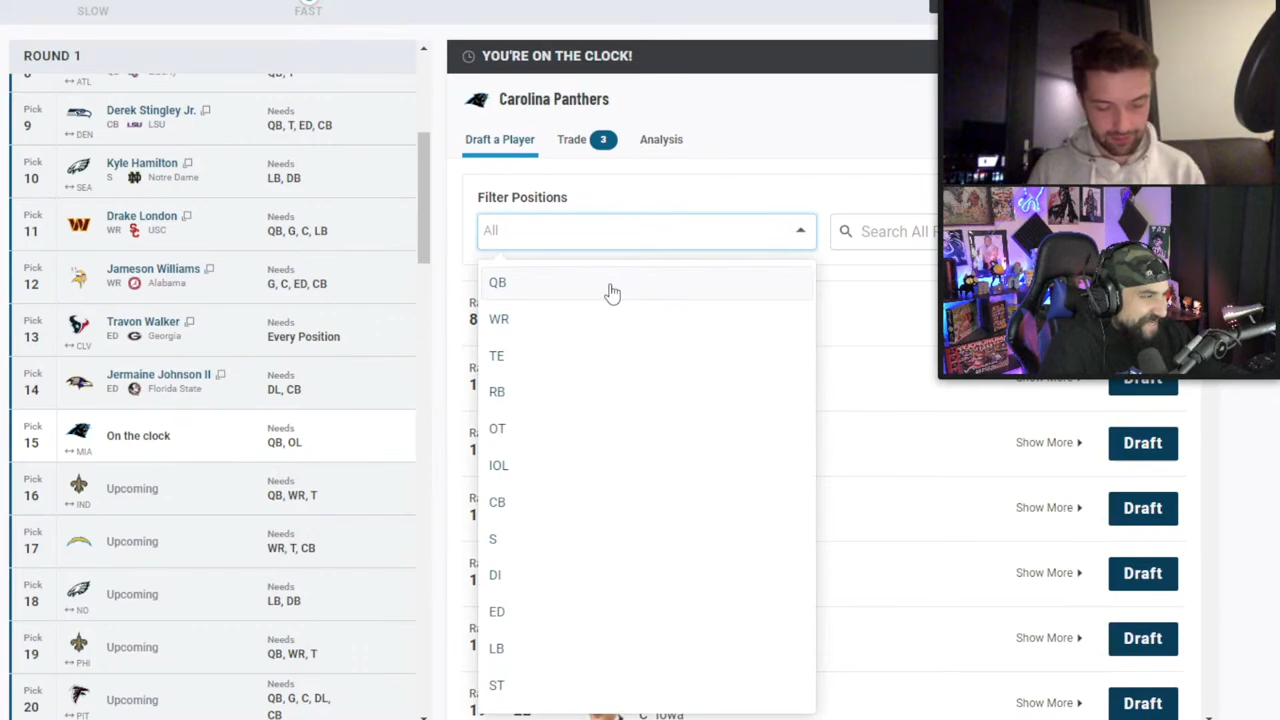 SLOW FAST
ROUND 1
↔ ATL QB, T
Pick 9 Derek Stingley Jr. CB LSU LSU ↔ DEN Needs QB, T, ED, CB
Pick 10 Kyle Hamilton S Notre Dame ↔ SEA Needs LB, DB
Pick 11 Drake London WR USC Needs QB, G, C, LB
Pick 12 Jameson Williams WR Alabama Needs G, C, ED, CB
Pick 13 Travon Walker ED Georgia ↔ CLV Needs Every Position
Pick 14 Jermaine Johnson II ED Florida State Needs DL, CB
Pick 15 On the clock ↔ MIA Needs QB, OL
Pick 16 Upcoming ↔ IND Needs QB, WR, T
Pick 17 Upcoming Needs WR, T, CB
Pick 18 Upcoming ↔ NO Needs LB, DB
Pick 19 Upcoming ↔ PHI Needs QB, WR, T
Pick 20 Upcoming ↔ PIT Needs QB, G, C, DL, CB
YOU'RE ON THE CLOCK!
Carolina Panthers
Draft a Player Trade 3 Analysis
Filter Positions
All Search All
QB
WR
TE
RB
OT
IOL
CB
S
DI
ED
LB
ST
Draft
Show More Draft
Show More Draft
Show More Draft
Show More Draft
Show More Draft
C Iowa